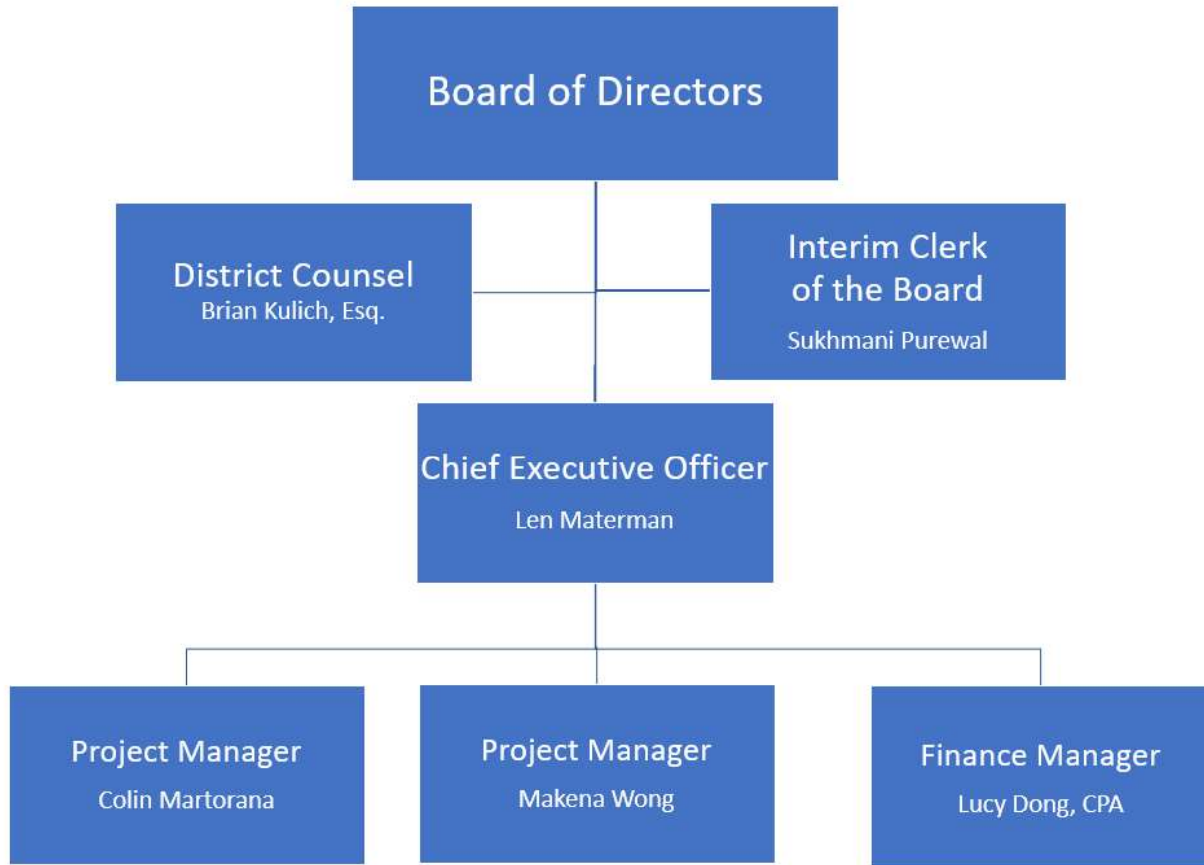 Board of Directors
District Counsel
Brian Kulich, Esq.
Interim Clerk
of the Board
Sukhmani Purewal
Chief Executive Officer
Len Materman
Project Manager
Colin Martorana
Project Manager
Makena Wong
Finance Manager
Lucy Dong, CPA